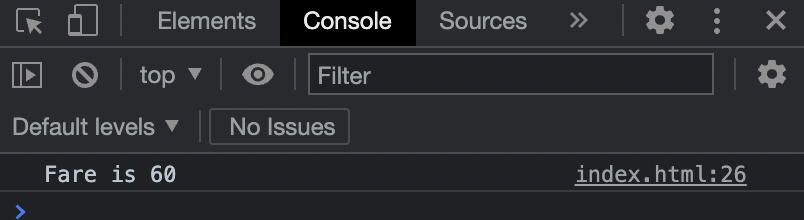 Elements Console Sources
top Filter
Default levels No Issues
Fare is 60 index.html:26